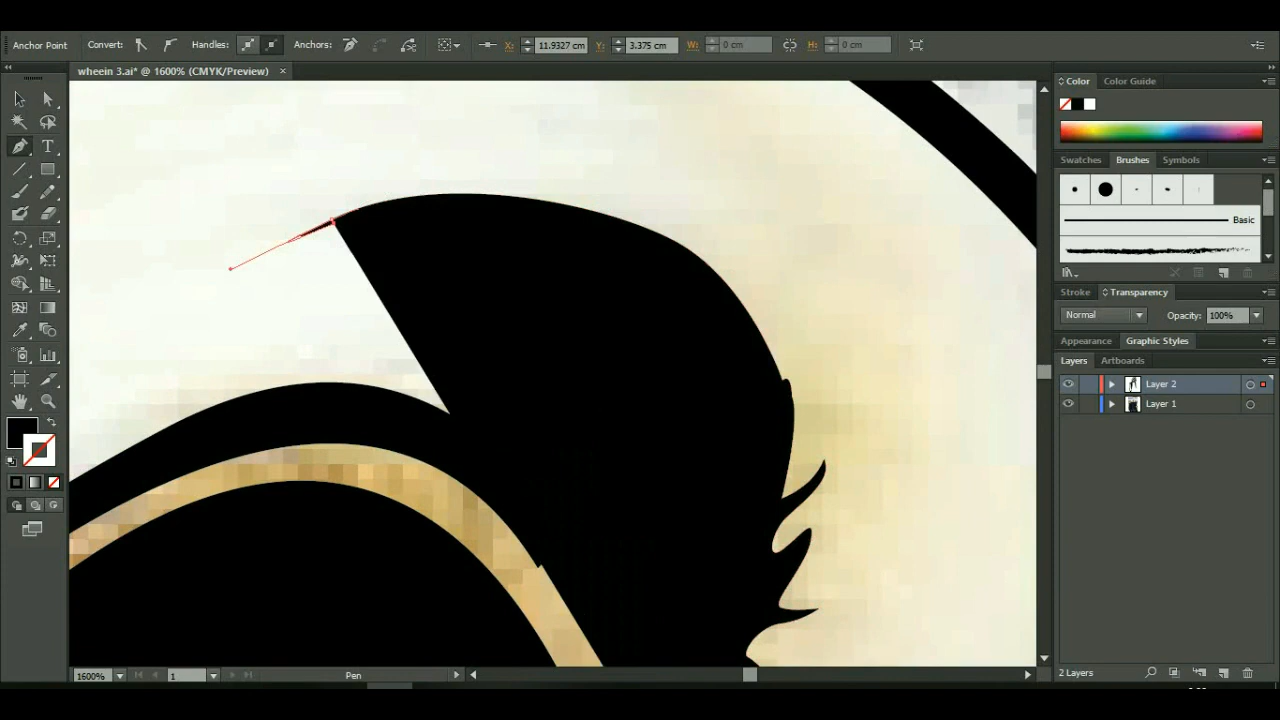 Anchor Point Convert: Handles: Anchors: X: 11.9327 cm Y: 3.375 cm W: 0 cm H: 0 cm
wheein 3.ai* @ 1600% (CMYK/Preview) ×
Color Color Guide
Swatches Brushes Symbols
Basic
Stroke Transparency
Normal Opacity: 100%
Appearance Graphic Styles
Layers Artboards
Layer 2
Layer 1
1600% 1 Pen 2 Layers